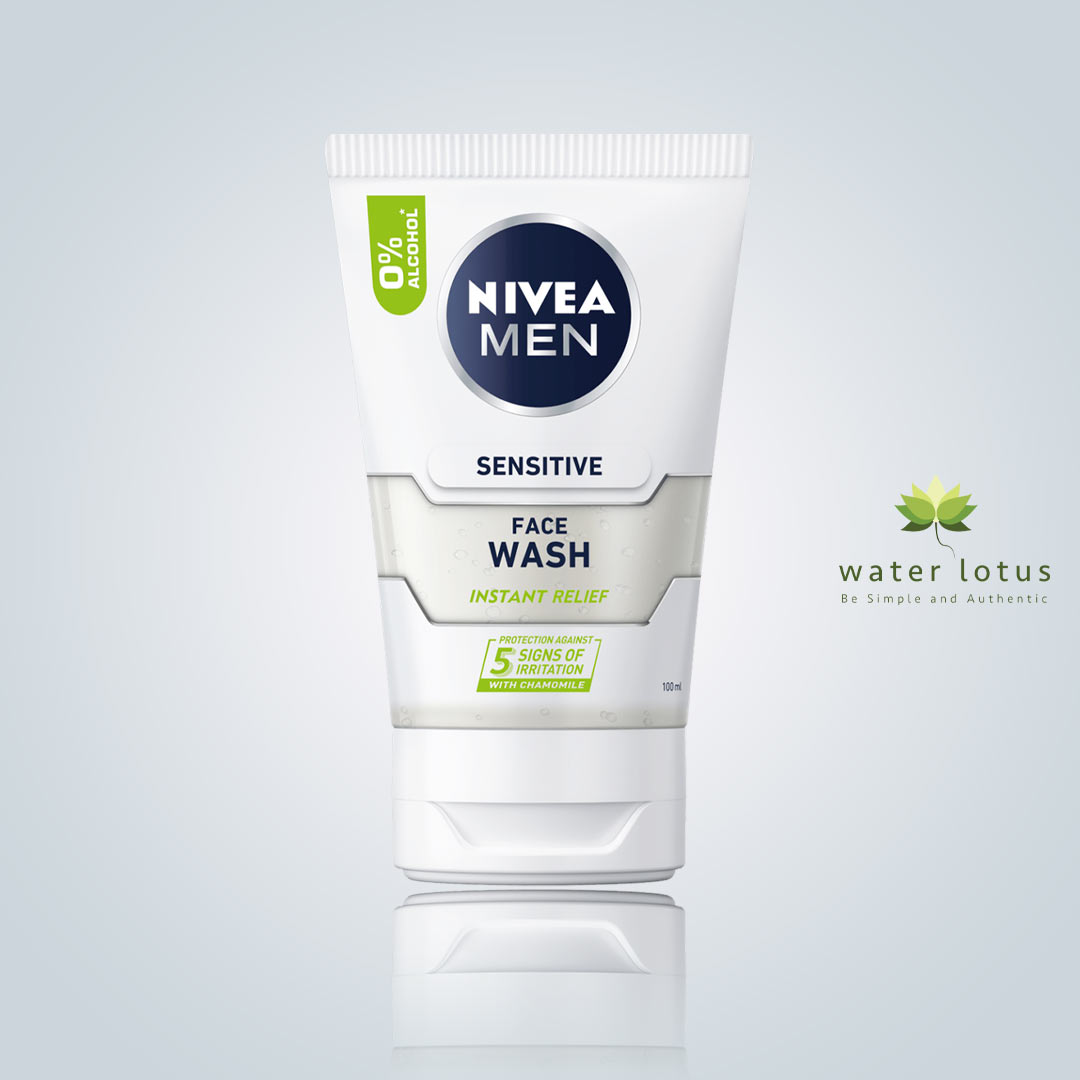 0%
ALCOHOL*
NIVEA
MEN
SENSITIVE
FACE
WASH
INSTANT RELIEF
PROTECTION AGAINST
5 SIGNS OF
IRRITATION
WITH CHAMOMILE
100 ml
water lotus
Be Simple and Authentic